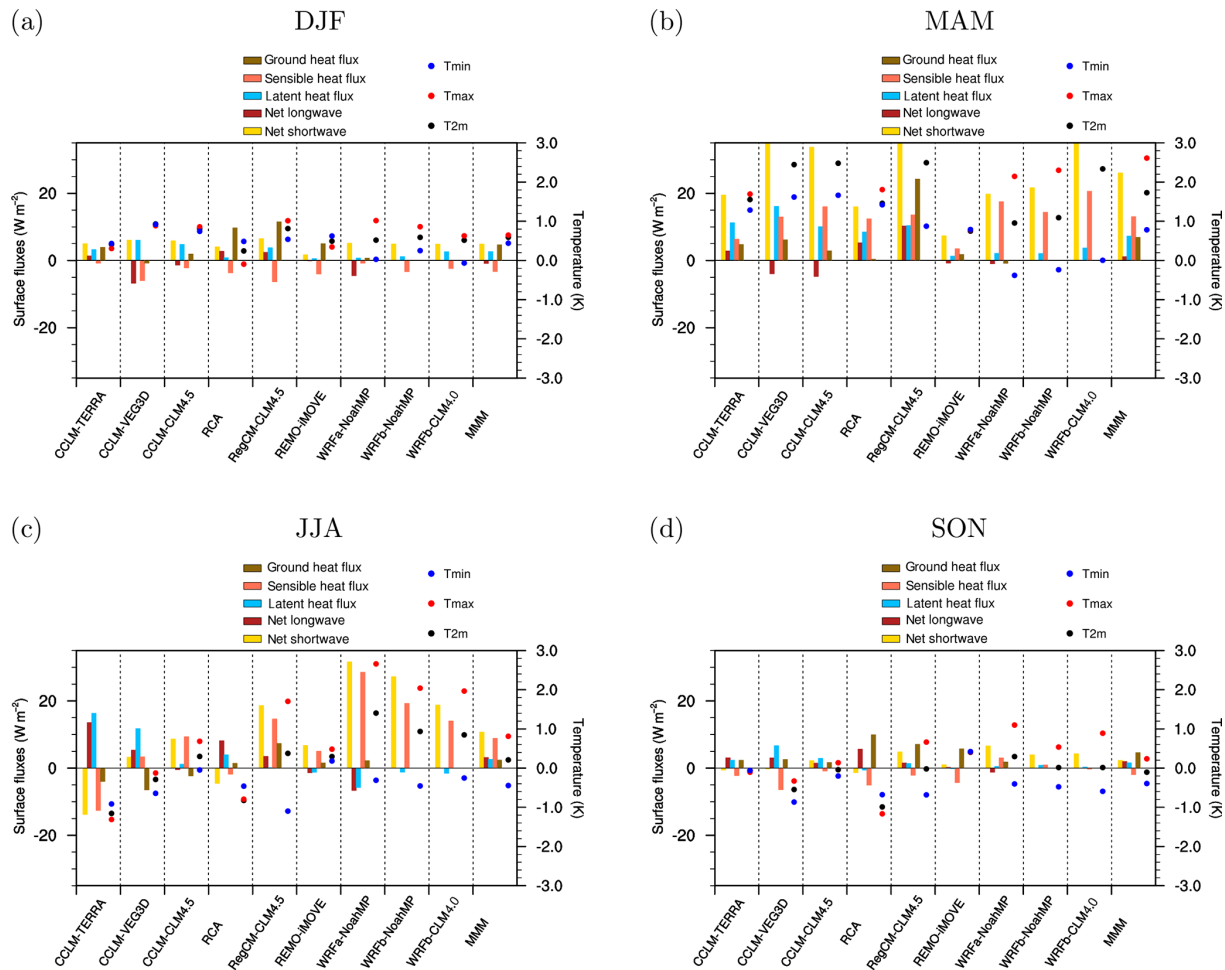 (a) DJF
Ground heat flux
Sensible heat flux
Latent heat flux
Net longwave
Net shortwave
Tmin
Tmax
T2m
Surface fluxes (W m⁻²)
20
0
−20
3.0
2.0
1.0
0.0
-1.0
-2.0
-3.0
Temperature (K)
CCLM-TERRA
CCLM-VEG3D
CCLM-CLM4.5
RCA
RegCM-CLM4.5
REMO-iMOVE
WRFa-NoahMP
WRFb-NoahMP
WRFb-CLM4.0
MMM
(b) MAM
Ground heat flux
Sensible heat flux
Latent heat flux
Net longwave
Net shortwave
Tmin
Tmax
T2m
Surface fluxes (W m⁻²)
20
0
−20
3.0
2.0
1.0
0.0
-1.0
-2.0
-3.0
Temperature (K)
CCLM-TERRA
CCLM-VEG3D
CCLM-CLM4.5
RCA
RegCM-CLM4.5
REMO-iMOVE
WRFa-NoahMP
WRFb-NoahMP
WRFb-CLM4.0
MMM
(c) JJA
Ground heat flux
Sensible heat flux
Latent heat flux
Net longwave
Net shortwave
Tmin
Tmax
T2m
Surface fluxes (W m⁻²)
20
0
−20
3.0
2.0
1.0
0.0
-1.0
-2.0
-3.0
Temperature (K)
CCLM-TERRA
CCLM-VEG3D
CCLM-CLM4.5
RCA
RegCM-CLM4.5
REMO-iMOVE
WRFa-NoahMP
WRFb-NoahMP
WRFb-CLM4.0
MMM
(d) SON
Ground heat flux
Sensible heat flux
Latent heat flux
Net longwave
Net shortwave
Tmin
Tmax
T2m
Surface fluxes (W m⁻²)
20
0
−20
3.0
2.0
1.0
0.0
-1.0
-2.0
-3.0
Temperature (K)
CCLM-TERRA
CCLM-VEG3D
CCLM-CLM4.5
RCA
RegCM-CLM4.5
REMO-iMOVE
WRFa-NoahMP
WRFb-NoahMP
WRFb-CLM4.0
MMM